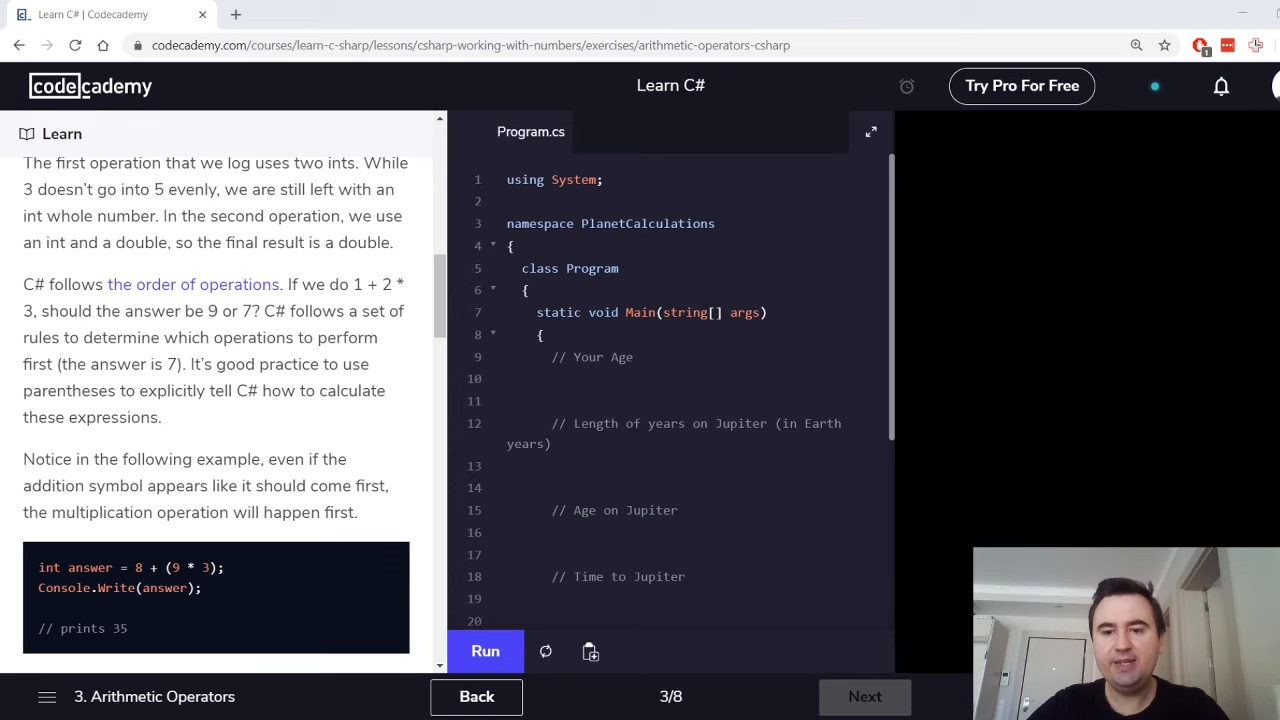 Learn C# | Codecademy
codecademy.com/courses/learn-c-sharp/lessons/csharp-working-with-numbers/exercises/arithmetic-operators-csharp
1
codecademy
Learn C#
Try Pro For Free
Learn
The first operation that we log uses two ints. While
3 doesn't go into 5 evenly, we are still left with an
int whole number. In the second operation, we use
an int and a double, so the final result is a double.
C# follows the order of operations. If we do 1 + 2 *
3, should the answer be 9 or 7? C# follows a set of
rules to determine which operations to perform
first (the answer is 7). It's good practice to use
parentheses to explicitly tell C# how to calculate
these expressions.
Notice in the following example, even if the
addition symbol appears like it should come first,
the multiplication operation will happen first.
int answer = 8 + (9 * 3);
Console.Write(answer);
// prints 35
Program.cs
1 using System;
2
3 namespace PlanetCalculations
4 {
5 class Program
6 {
7 static void Main(string[] args)
8 {
9 // Your Age
10
11
12 // Length of years on Jupiter (in Earth
years)
13
14
15 // Age on Jupiter
16
17
18 // Time to Jupiter
19
20
Run
3. Arithmetic Operators
Back
3/8
Next